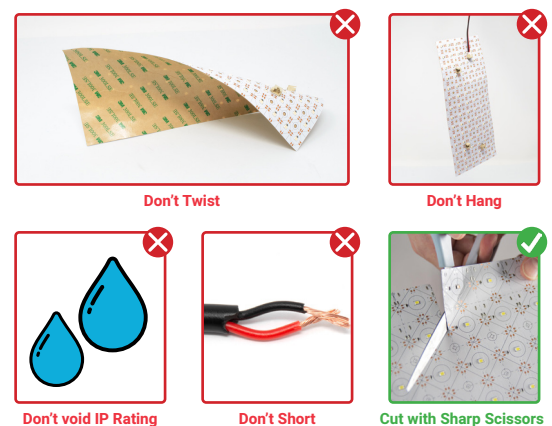 Don't Twist
Don't Hang
Don't void IP Rating
Don't Short
Cut with Sharp Scissors